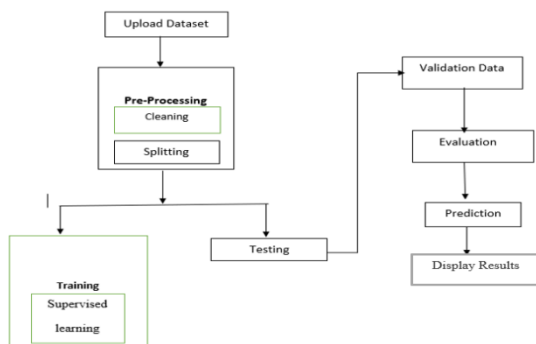 Upload Dataset
Pre-Processing
Cleaning
Splitting
Training
Supervised
learning
Testing
Validation Data
Evaluation
Prediction
Display Results